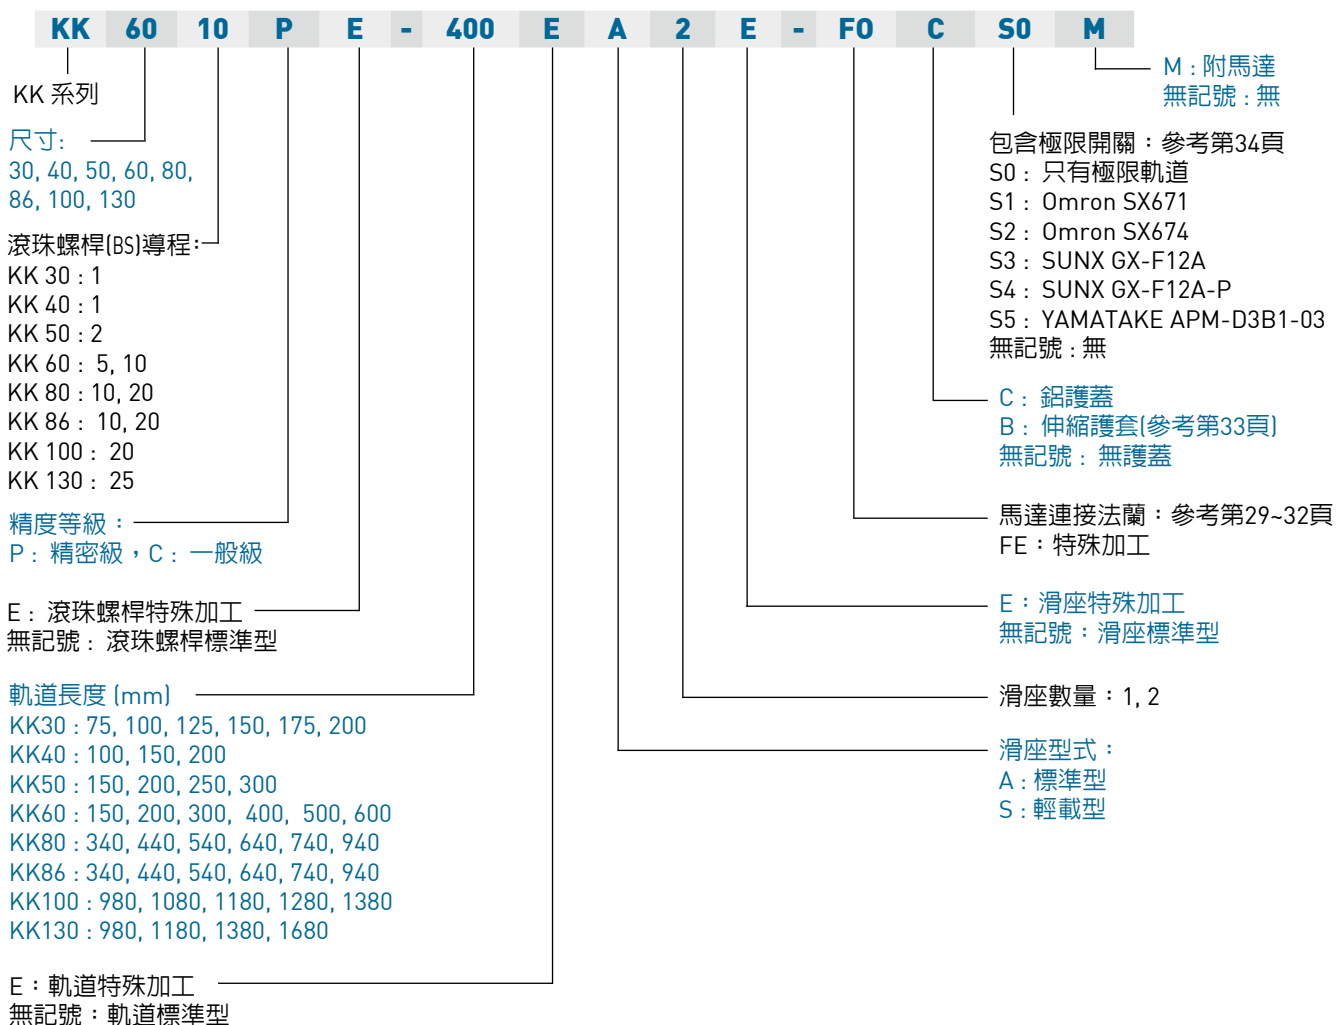 KK 60 10 P E - 400 E A 2 E - F0 C S0 M
KK 系列
尺寸:
30, 40, 50, 60, 80,
86, 100, 130
滾珠螺桿(BS)導程:
KK 30 : 1
KK 40 : 1
KK 50 : 2
KK 60 : 5, 10
KK 80 : 10, 20
KK 86 : 10, 20
KK 100 : 20
KK 130 : 25
精度等級：
P : 精密級，C : 一般級
E : 滾珠螺桿特殊加工
無記號 : 滾珠螺桿標準型
軌道長度 (mm)
KK30 : 75, 100, 125, 150, 175, 200
KK40 : 100, 150, 200
KK50 : 150, 200, 250, 300
KK60 : 150, 200, 300, 400, 500, 600
KK80 : 340, 440, 540, 640, 740, 940
KK86 : 340, 440, 540, 640, 740, 940
KK100 : 980, 1080, 1180, 1280, 1380
KK130 : 980, 1180, 1380, 1680
E：軌道特殊加工
無記號：軌道標準型
M : 附馬達
無記號 : 無
包含極限開關：參考第34頁
S0 : 只有極限軌道
S1 : Omron SX671
S2 : Omron SX674
S3 : SUNX GX-F12A
S4 : SUNX GX-F12A-P
S5 : YAMATAKE APM-D3B1-03
無記號 : 無
C : 鋁護蓋
B : 伸縮護套(參考第33頁)
無記號 : 無護蓋
馬達連接法蘭：參考第29~32頁
FE：特殊加工
E：滑座特殊加工
無記號：滑座標準型
滑座數量：1, 2
滑座型式：
A : 標準型
S : 輕載型